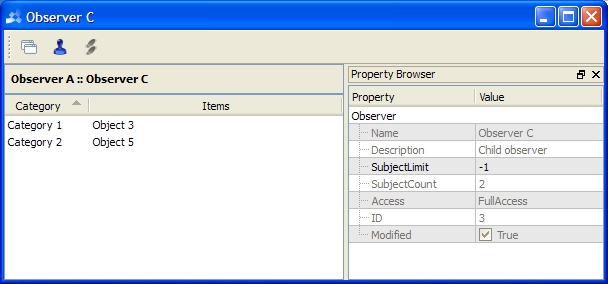 Observer C
Observer A :: Observer C
Category Items
Category 1 Object 3
Category 2 Object 5
Property Browser
Property Value
Observer
Name Observer C
Description Child observer
SubjectLimit -1
SubjectCount 2
Access FullAccess
ID 3
Modified True